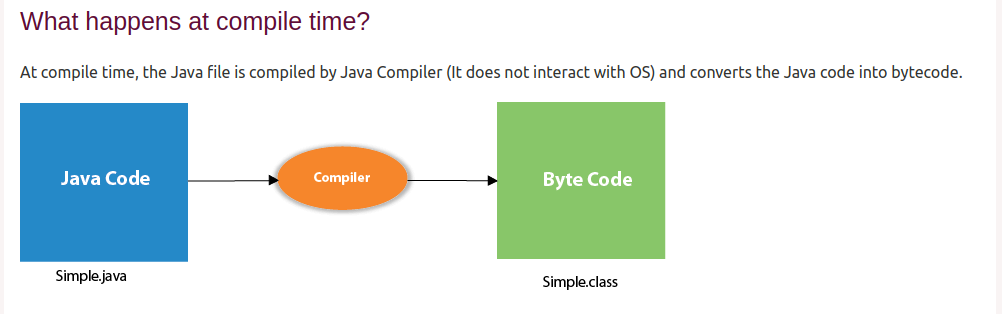 What happens at compile time?
At compile time, the Java file is compiled by Java Compiler (It does not interact with OS) and converts the Java code into bytecode.
Java Code
Compiler
Byte Code
Simple.java
Simple.class